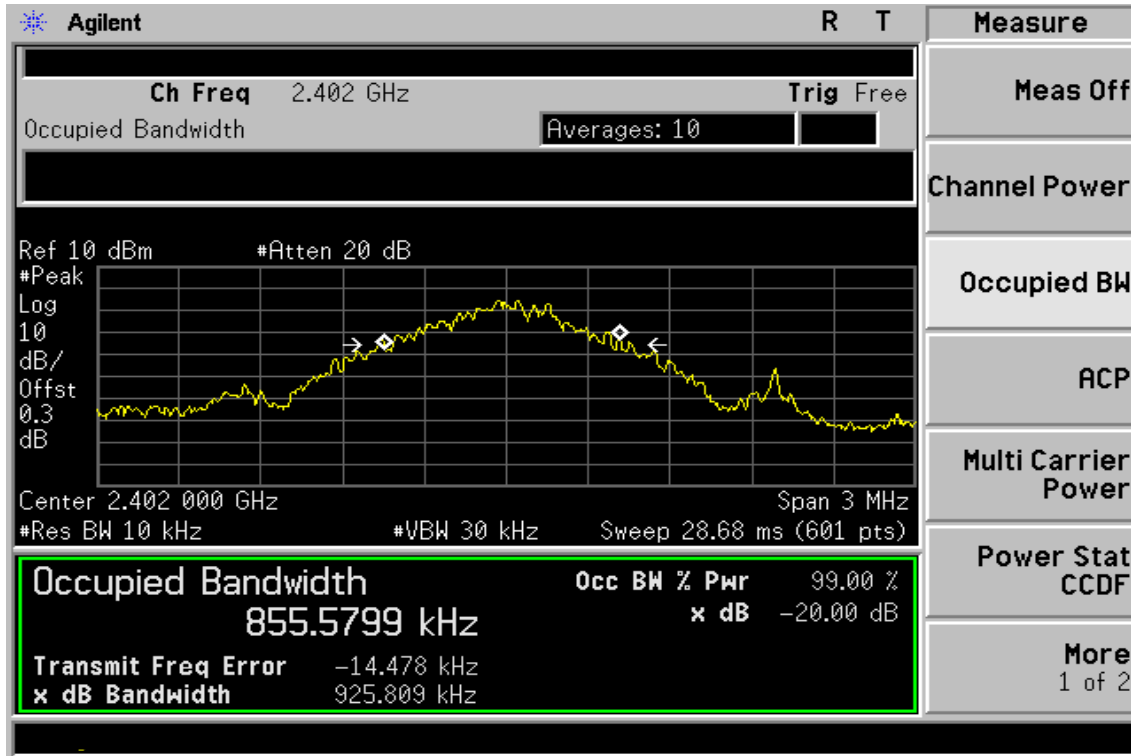 Agilent R T
Measure
Ch Freq 2.402 GHz Trig Free
Occupied Bandwidth Averages: 10
Meas Off
Channel Power
Occupied BW
ACP
Multi Carrier
Power
Power Stat
CCDF
More
1 of 2
Ref 10 dBm #Atten 20 dB
#Peak
Log
10
dB/
Offst
0.3
dB
Center 2.402 000 GHz Span 3 MHz
#Res BW 10 kHz #VBW 30 kHz Sweep 28.68 ms (601 pts)
Occupied Bandwidth Occ BW % Pwr 99.00 %
855.5799 kHz x dB -20.00 dB
Transmit Freq Error -14.478 kHz
x dB Bandwidth 925.809 kHz